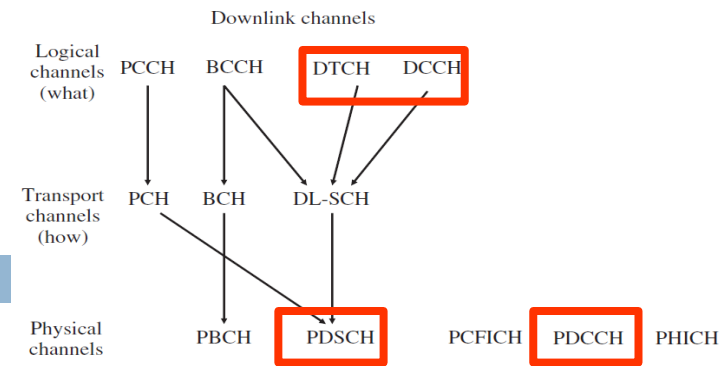 Downlink channels
Logical
channels
(what)
PCCH BCCH DTCH DCCH
Transport
channels
(how)
PCH BCH DL-SCH
Physical
channels
PBCH PDSCH PCFICH PDCCH PHICH